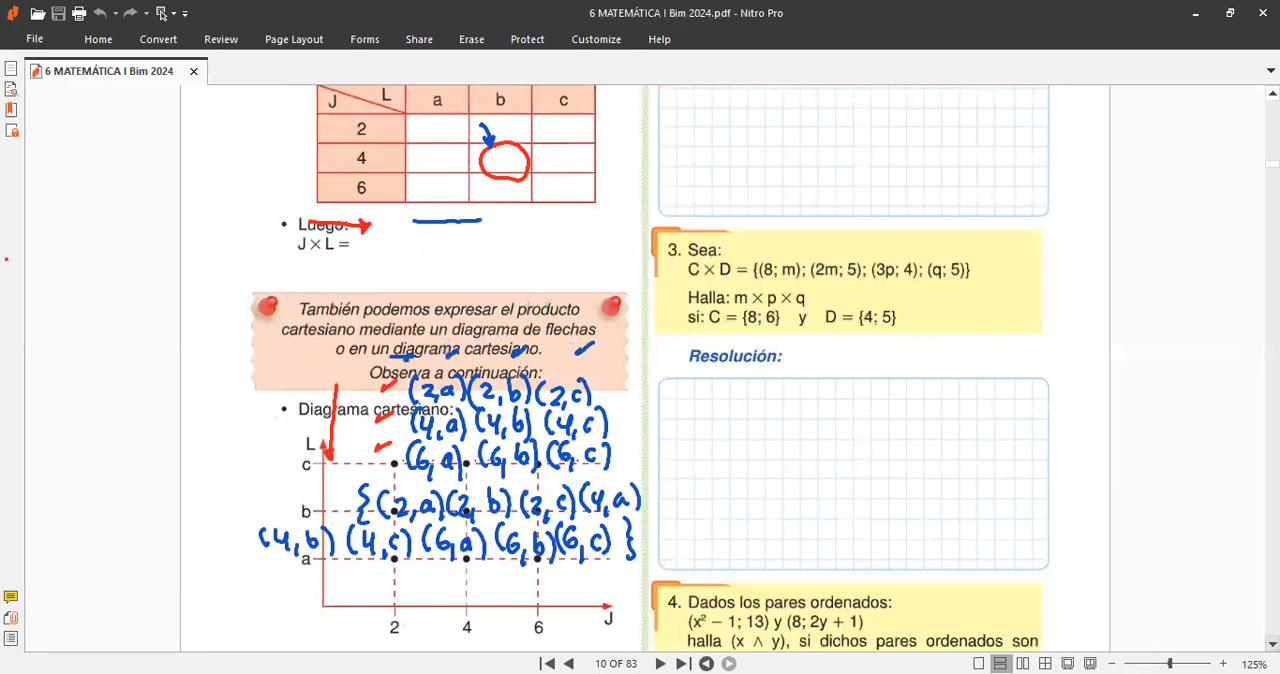 6 MATEMÁTICA I Bim 2024.pdf - Nitro Pro
File Home Convert Review Page Layout Forms Share Erase Protect Customize Help
6 MATEMÁTICA I Bim 2024
J L a b c
2
4
6
• Luego:
J × L =
También podemos expresar el producto
cartesiano mediante un diagrama de flechas
o en un diagrama cartesiano.
Observa a continuación:
(2,a) (2,b) (2,c)
• Diagrama cartesiano:
(4,a) (4,b) (4,c)
(6,a) (6,b) (6,c)
{(2,a) (2,b) (2,c) (4,a)
(4,b) (4,c) (6,a) (6,b) (6,c)}
L
c
b
a
J
2 4 6
3. Sea:
C × D = {(8; m); (2m; 5); (3p; 4); (q; 5)}
Halla: m × p × q
si: C = {8; 6} y D = {4; 5}
Resolución:
4. Dados los pares ordenados:
(x² − 1; 13) y (8; 2y + 1)
halla (x ∧ y), si dichos pares ordenados son
10 OF 83
125%